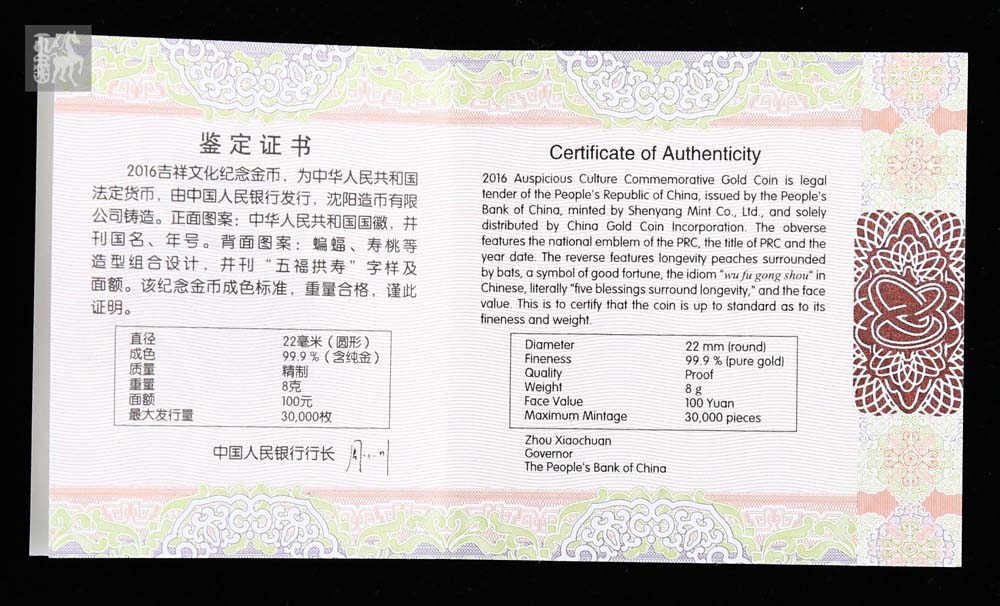 鉴定证书
2016吉祥文化纪念金币，为中华人民共和国
法定货币，由中国人民银行发行，沈阳造币有限
公司铸造。正面图案：中华人民共和国国徽，并
刊国名、年号。背面图案：蝙蝠、寿桃等
造型组合设计，并刊“五福拱寿”字样及
面额。该纪念金币成色标准，重量合格，谨此
证明。
直径 22毫米（圆形）
成色 99.9％（含纯金）
质量 精制
重量 8克
面额 100元
最大发行量 30,000枚
中国人民银行行长
Certificate of Authenticity
2016 Auspicious Culture Commemorative Gold Coin is legal
tender of the People's Republic of China, issued by the People's
Bank of China, minted by Shenyang Mint Co., Ltd., and solely
distributed by China Gold Coin Incorporation. The obverse
features the national emblem of the PRC, the title of PRC and the
year date. The reverse features longevity peaches surrounded
by bats, a symbol of good fortune, the idiom "wu fu gong shou" in
Chinese, literally "five blessings surround longevity," and the face
value. This is to certify that the coin is up to standard as to its
fineness and weight.
Diameter 22 mm (round)
Fineness 99.9 % (pure gold)
Quality Proof
Weight 8 g
Face Value 100 Yuan
Maximum Mintage 30,000 pieces
Zhou Xiaochuan
Governor
The People's Bank of China